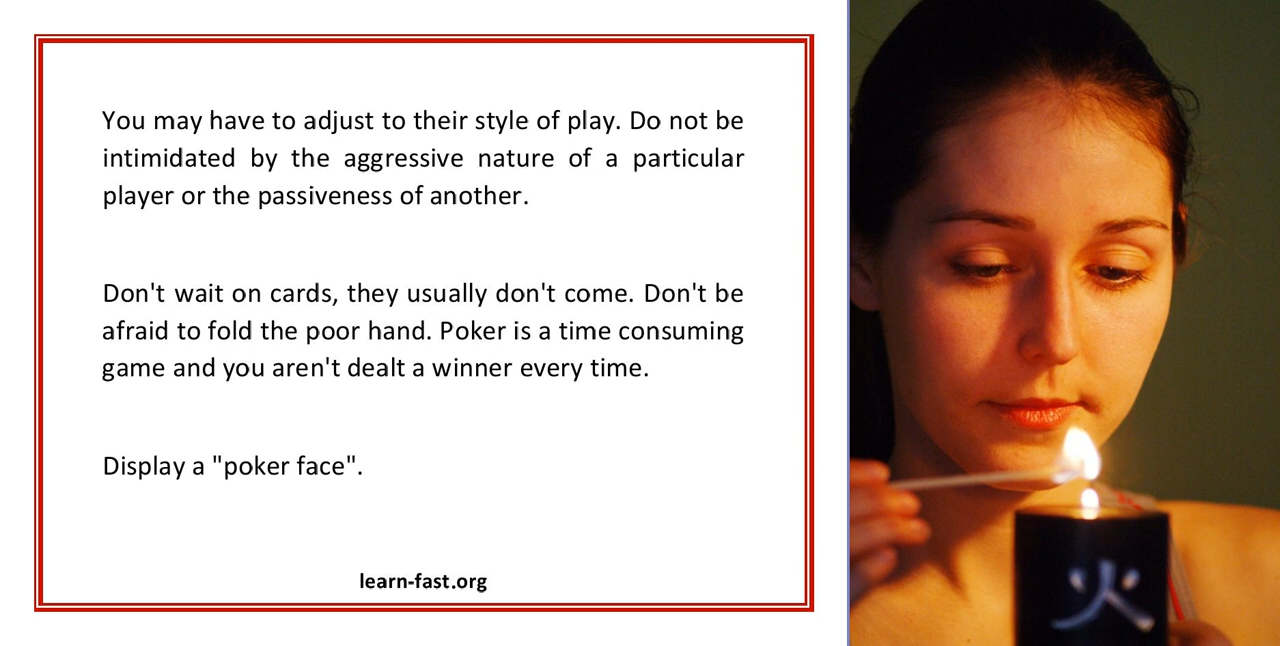 You may have to adjust to their style of play. Do not be
intimidated by the aggressive nature of a particular
player or the passiveness of another.
Don't wait on cards, they usually don't come. Don't be
afraid to fold the poor hand. Poker is a time consuming
game and you aren't dealt a winner every time.
Display a "poker face".
learn-fast.org
火